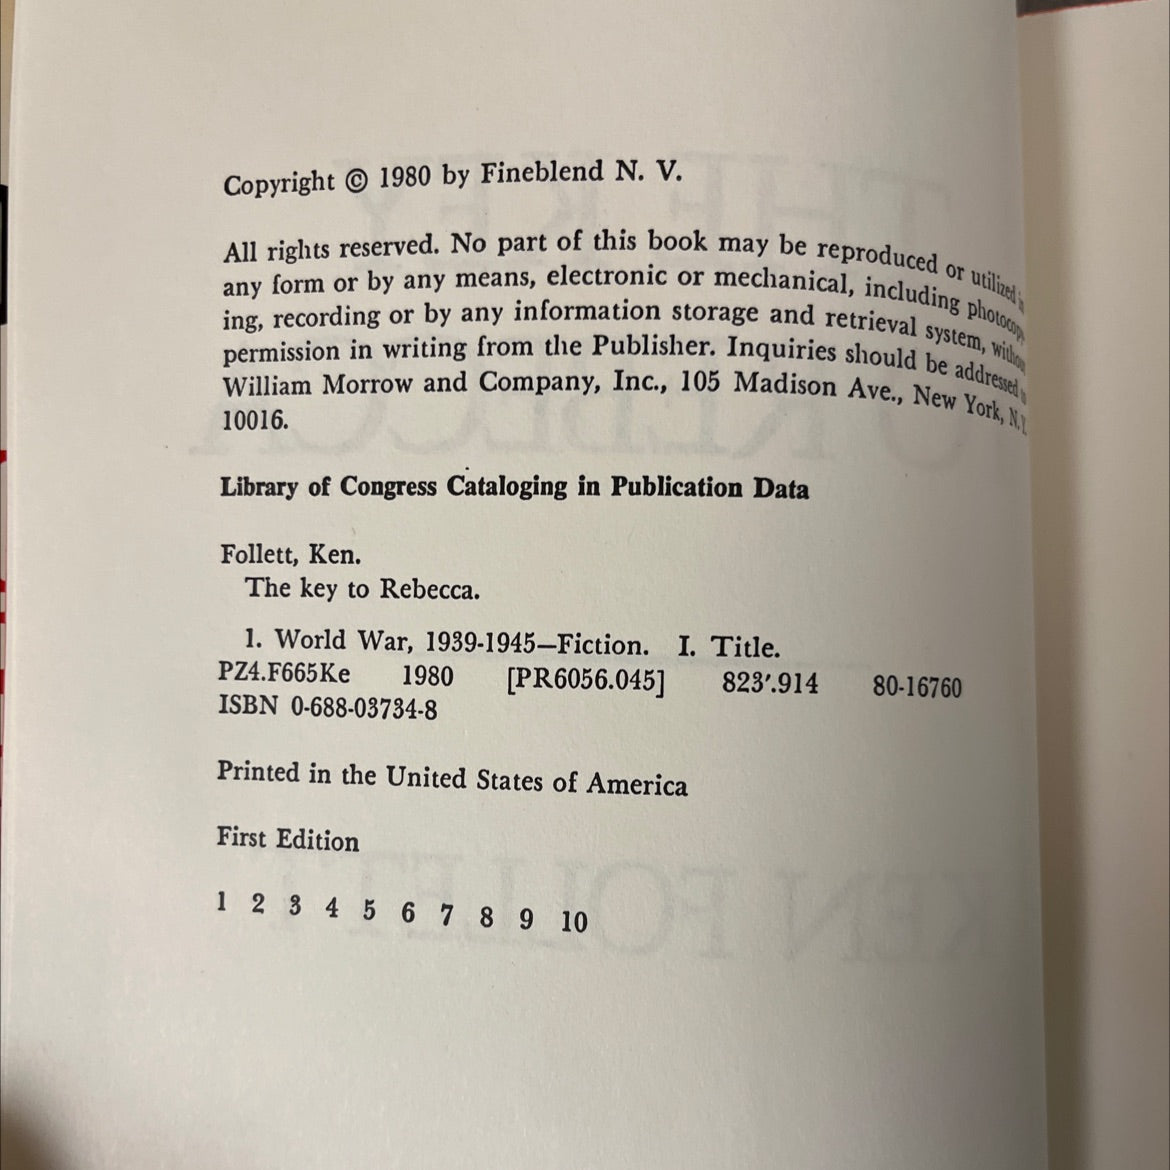 Copyright © 1980 by Fineblend N. V.
All rights reserved. No part of this book may be reproduced or utilized in
any form or by any means, electronic or mechanical, including photocopy-
ing, recording or by any information storage and retrieval system, without
permission in writing from the Publisher. Inquiries should be addressed to
William Morrow and Company, Inc., 105 Madison Ave., New York, N.Y.
10016.
Library of Congress Cataloging in Publication Data
Follett, Ken.
The key to Rebecca.
1. World War, 1939-1945—Fiction. I. Title.
PZ4.F665Ke 1980 [PR6056.045] 823′.914 80-16760
ISBN 0-688-03734-8
Printed in the United States of America
First Edition
1 2 3 4 5 6 7 8 9 10